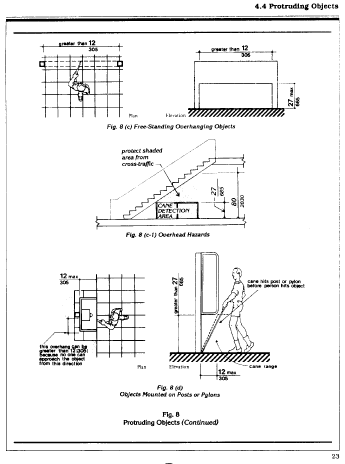 4.4 Protruding Objects
greater than 12
305
greater than 12
305
27 max
685
Plan
Elevation
Fig. 8 (c) Free-Standing Overhanging Objects
protect shaded
area from
cross-traffic
27
685
80
2030
CANE
DETECTION
AREA
Fig. 8 (c-1) Overhead Hazards
12 max
305
greater than 27
685
cane hits post or pylon
before person hits object
this overhang can be
greater than 12 (305)
because no one can
approach the object
from this direction
Plan
Elevation
12 max
305
cane range
Fig. 8 (d)
Objects Mounted on Posts or Pylons
Fig. 8
Protruding Objects (Continued)
23